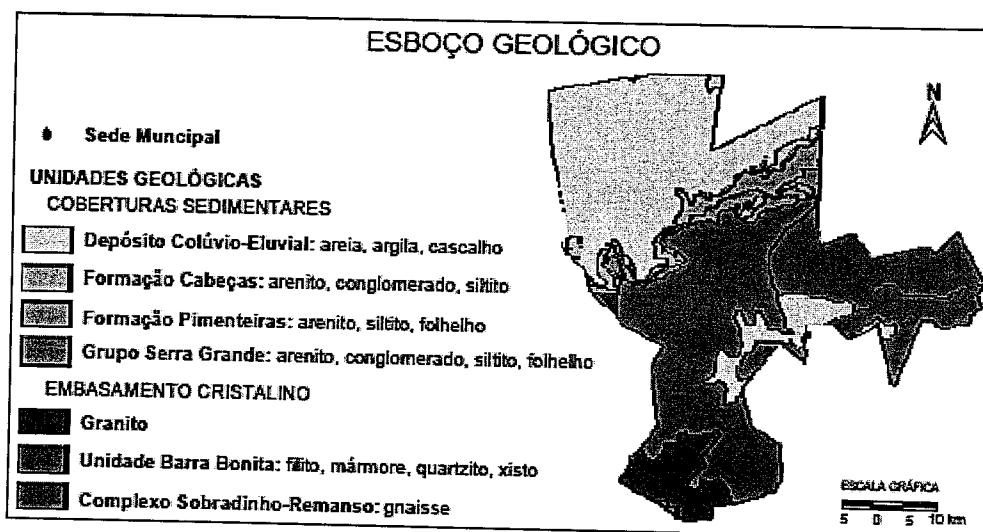 ESBOÇO GEOLÓGICO
N
Sede Muncipal
UNIDADES GEOLÓGICAS
COBERTURAS SEDIMENTARES
Depósito Colúvio-Eluvial: areia, argila, cascalho
Formação Cabeças: arenito, conglomerado, siltito
Formação Pimenteiras: arenito, siltito, folhelho
Grupo Serra Grande: arenito, conglomerado, siltito, folhelho
EMBASAMENTO CRISTALINO
Granito
Unidade Barra Bonita: filito, mármore, quartzito, xisto
Complexo Sobradinho-Remanso: gnaisse
ESCALA GRÁFICA
5 0 5 10 km